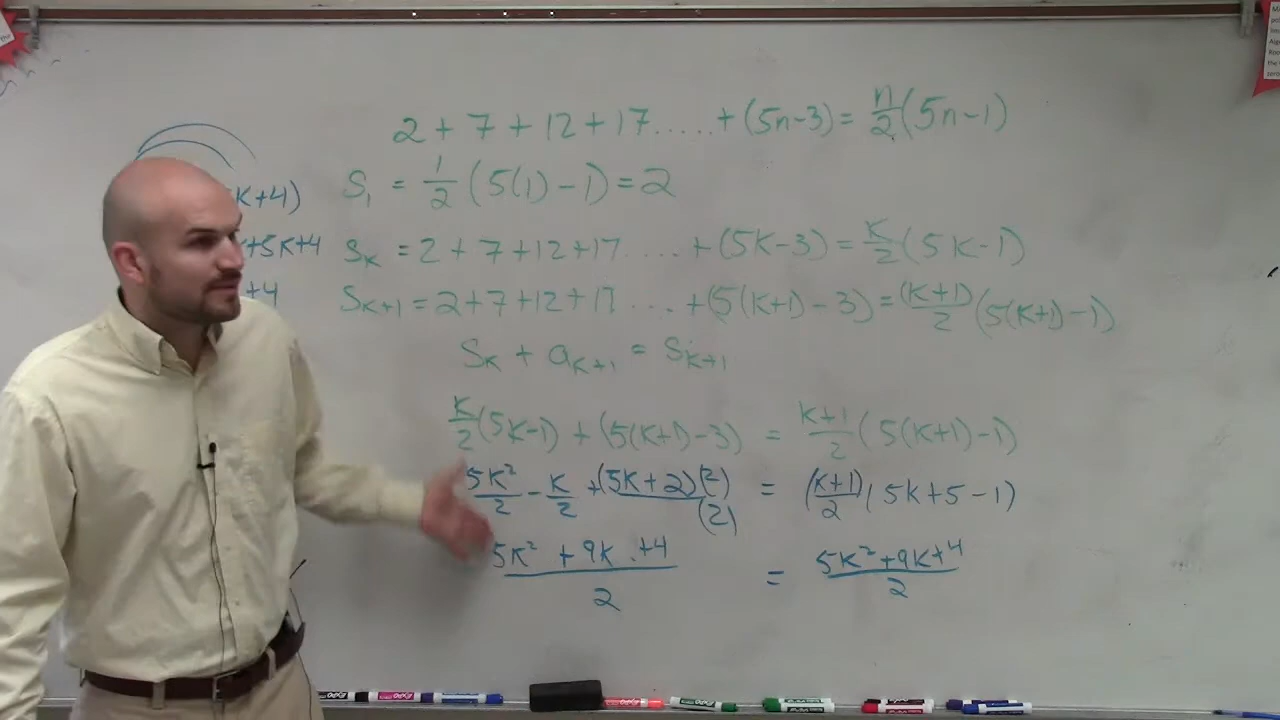 2 + 7 + 12 + 17 ..... + (5n-3) = n/2 (5n-1)
S₁ = 1/2 (5(1) - 1) = 2
Sₖ = 2 + 7 + 12 + 17 ..... + (5k-3) = k/2 (5k-1)
Sₖ₊₁ = 2 + 7 + 12 + 17 ... + (5(k+1) - 3) = (k+1)/2 (5(k+1) - 1)
Sₖ + aₖ₊₁ = Sₖ₊₁
k/2 (5k-1) + (5(k+1) - 3) = k+1/2 (5(k+1) - 1)
5k²/2 - k/2 + (5k+2)(2)/(2) = (k+1)/2 (5k+5-1)
5k² + 9k + 4/2 = 5k² + 9k + 4/2
k+4)
+5k+4
+4